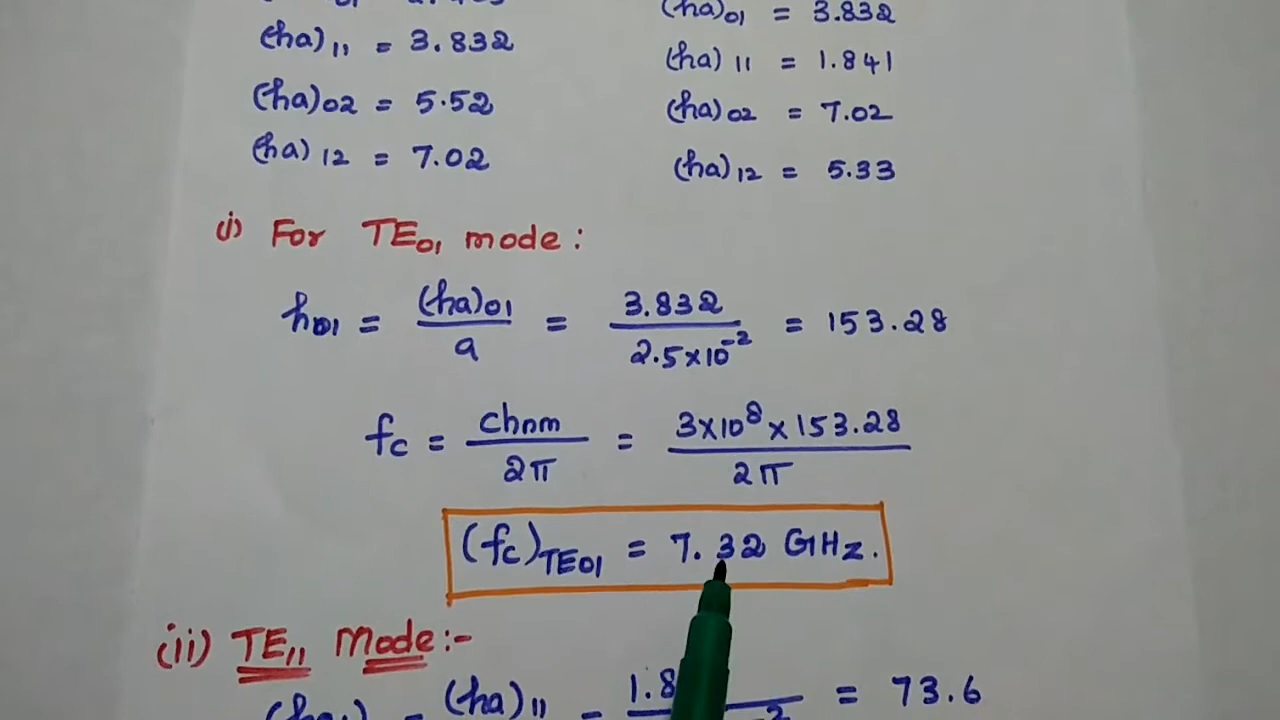 (ha)01 = 3.832
(ha)11 = 3.832 (ha)11 = 1.841
(ha)02 = 5.52 (ha)02 = 7.02
(ha)12 = 7.02 (ha)12 = 5.33
(i) For TE01 mode:
h01 = (ha)01 / a = 3.832 / 2.5×10^-2 = 153.28
fc = chnm / 2π = 3×10^8 × 153.28 / 2π
(fc)TE01 = 7.32 GHz.
(ii) TE11 Mode:-
(ha)11 = 73.6